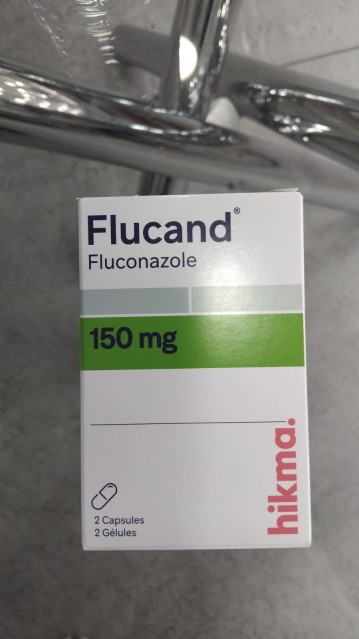 Flucand®
Fluconazole
150 mg
hikma.
2 Capsules
2 Gélules